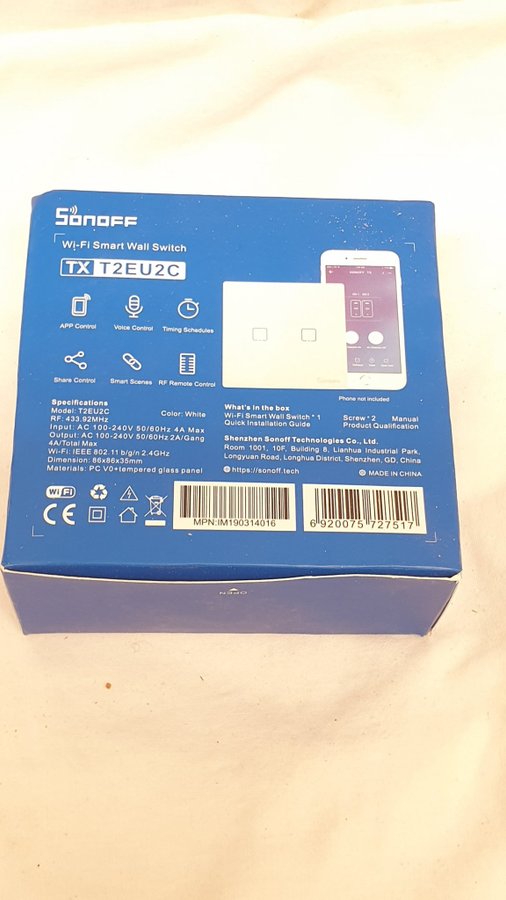 SONOFF
Wi-Fi Smart Wall Switch
TX T2EU2C
APP Control
Voice Control
Timing Schedules
Share Control
Smart Scenes
RF Remote Control
SONOFF TX
Phone not included
Specifications
Model: T2EU2C Color: White
RF: 433.92MHz
Input: AC 100-240V 50/60Hz 4A Max
Output: AC 100-240V 50/60Hz 2A/Gang
4A/Total Max
Wi-Fi: IEEE 802.11 b/g/n 2.4GHz
Dimension: 86x86x35mm
Materials: PC V0+tempered glass panel
What's in the box
Wi-Fi Smart Wall Switch * 1 Screw * 2 Manual
Quick Installation Guide Product Qualification
Shenzhen Sonoff Technologies Co., Ltd.
Room 1001, 10F, Building 8, Lianhua Industrial Park,
Longyuan Road, Longhua District, Shenzhen, GD, China
https://sonoff.tech MADE IN CHINA
WiFi
CE
MPN:IM190314016
6 920075 727517
OPEN